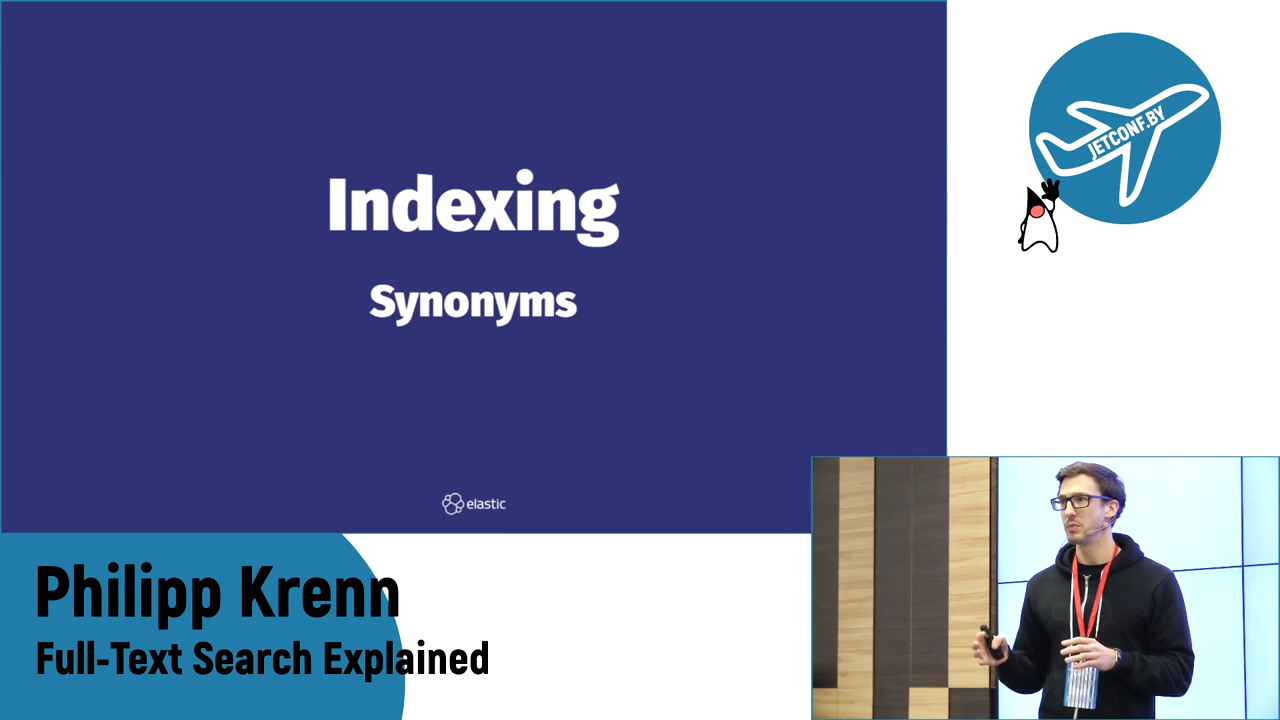 Indexing
Synonyms
elastic
JETCONF.BY
Philipp Krenn
Full-Text Search Explained